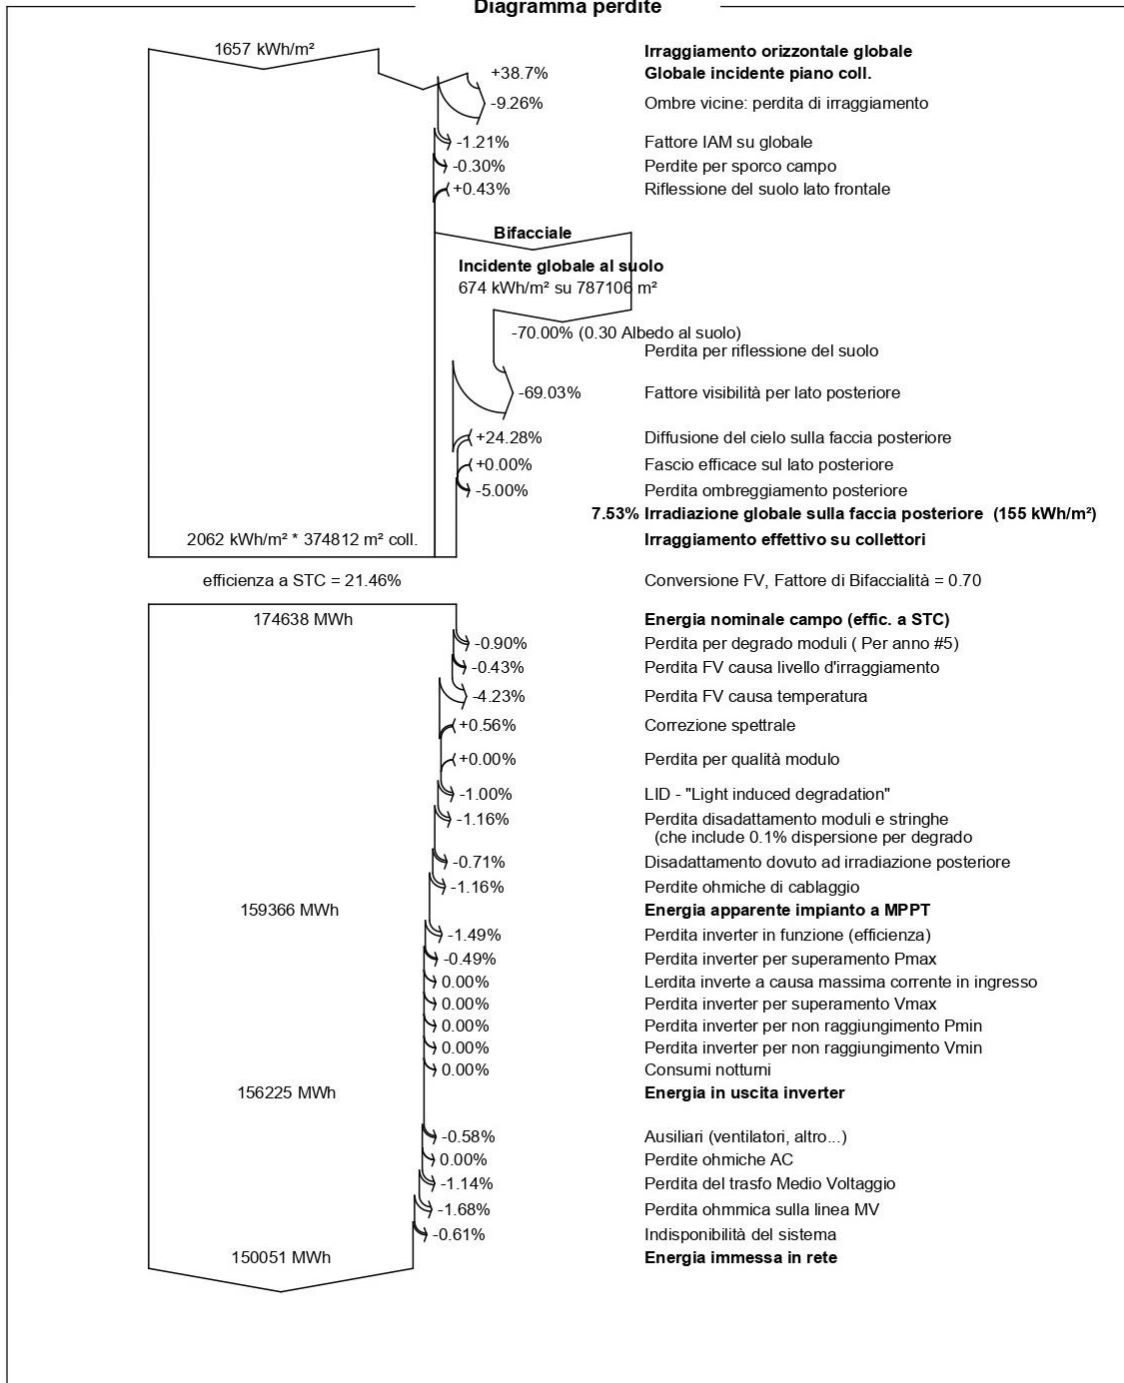 Diagramma perdite
1657 kWh/m²
Irraggiamento orizzontale globale
+38.7%
Globale incidente piano coll.
-9.26%
Ombre vicine: perdita di irraggiamento
-1.21%
Fattore IAM su globale
-0.30%
Perdite per sporco campo
+0.43%
Riflessione del suolo lato frontale
Bifacciale
Incidente globale al suolo
674 kWh/m² su 787106 m²
-70.00% (0.30 Albedo al suolo)
Perdita per riflessione del suolo
-69.03%
Fattore visibilità per lato posteriore
+24.28%
Diffusione del cielo sulla faccia posteriore
+0.00%
Fascio efficace sul lato posteriore
-5.00%
Perdita ombreggiamento posteriore
7.53% Irradiazione globale sulla faccia posteriore (155 kWh/m²)
2062 kWh/m² * 374812 m² coll.
Irraggiamento effettivo su collettori
efficienza a STC = 21.46%
Conversione FV, Fattore di Bifaccialità = 0.70
174638 MWh
Energia nominale campo (effic. a STC)
-0.90%
Perdita per degrado moduli ( Per anno #5)
-0.43%
Perdita FV causa livello d'irraggiamento
-4.23%
Perdita FV causa temperatura
+0.56%
Correzione spettrale
+0.00%
Perdita per qualità modulo
-1.00%
LID - "Light induced degradation"
-1.16%
Perdita disadattamento moduli e stringhe
(che include 0.1% dispersione per degrado
-0.71%
Disadattamento dovuto ad irradiazione posteriore
-1.16%
Perdite ohmiche di cablaggio
159366 MWh
Energia apparente impianto a MPPT
-1.49%
Perdita inverter in funzione (efficienza)
-0.49%
Perdita inverter per superamento Pmax
0.00%
Lerdita inverte a causa massima corrente in ingresso
0.00%
Perdita inverter per superamento Vmax
0.00%
Perdita inverter per non raggiungimento Pmin
0.00%
Perdita inverter per non raggiungimento Vmin
0.00%
Consumi notturni
156225 MWh
Energia in uscita inverter
-0.58%
Ausiliari (ventilatori, altro...)
0.00%
Perdite ohmiche AC
-1.14%
Perdita del trasfo Medio Voltaggio
-1.68%
Perdita ohmmica sulla linea MV
-0.61%
Indisponibilità del sistema
150051 MWh
Energia immessa in rete